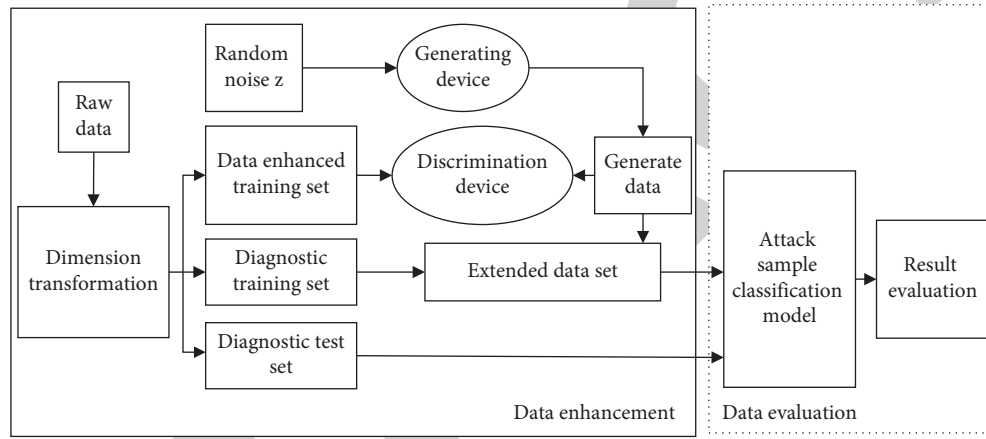 Raw
data
Dimension
transformation
Random
noise z
Generating
device
Data enhanced
training set
Discrimination
device
Generate
data
Diagnostic
training set
Extended data set
Diagnostic test
set
Data enhancement
Attack
sample
classification
model
Result
evaluation
Data evaluation